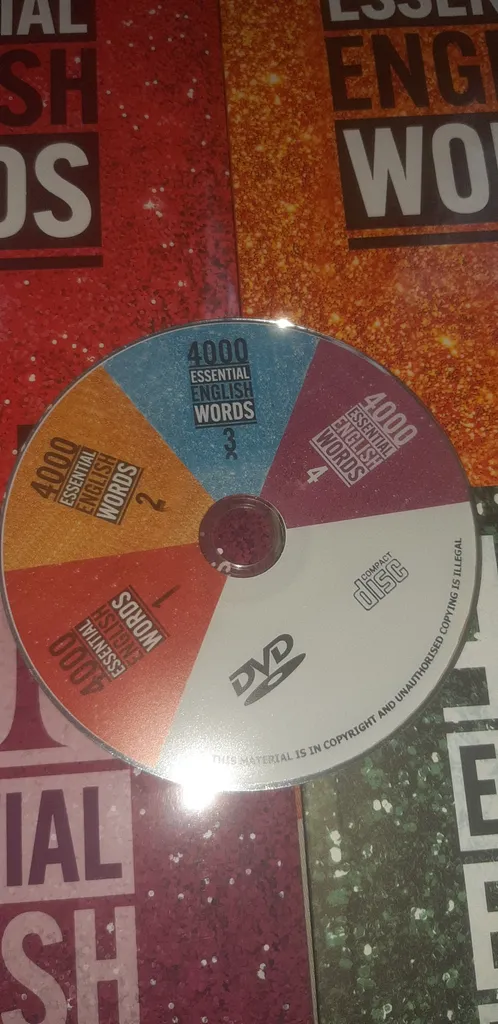 IAL
SH
DS
ESSEN
ENGL
WO
4000
ESSENTIAL
ENGLISH
WORDS
3
4000
ESSENTIAL
ENGLISH
WORDS
4
4000
ESSENTIAL
ENGLISH
WORDS
2
4000
ESSENTIAL
ENGLISH
WORDS
1
COMPACT
disc
DVD
THIS MATERIAL IS IN COPYRIGHT AND UNAUTHORISED COPYING IS ILLEGAL
IAL
SH
E